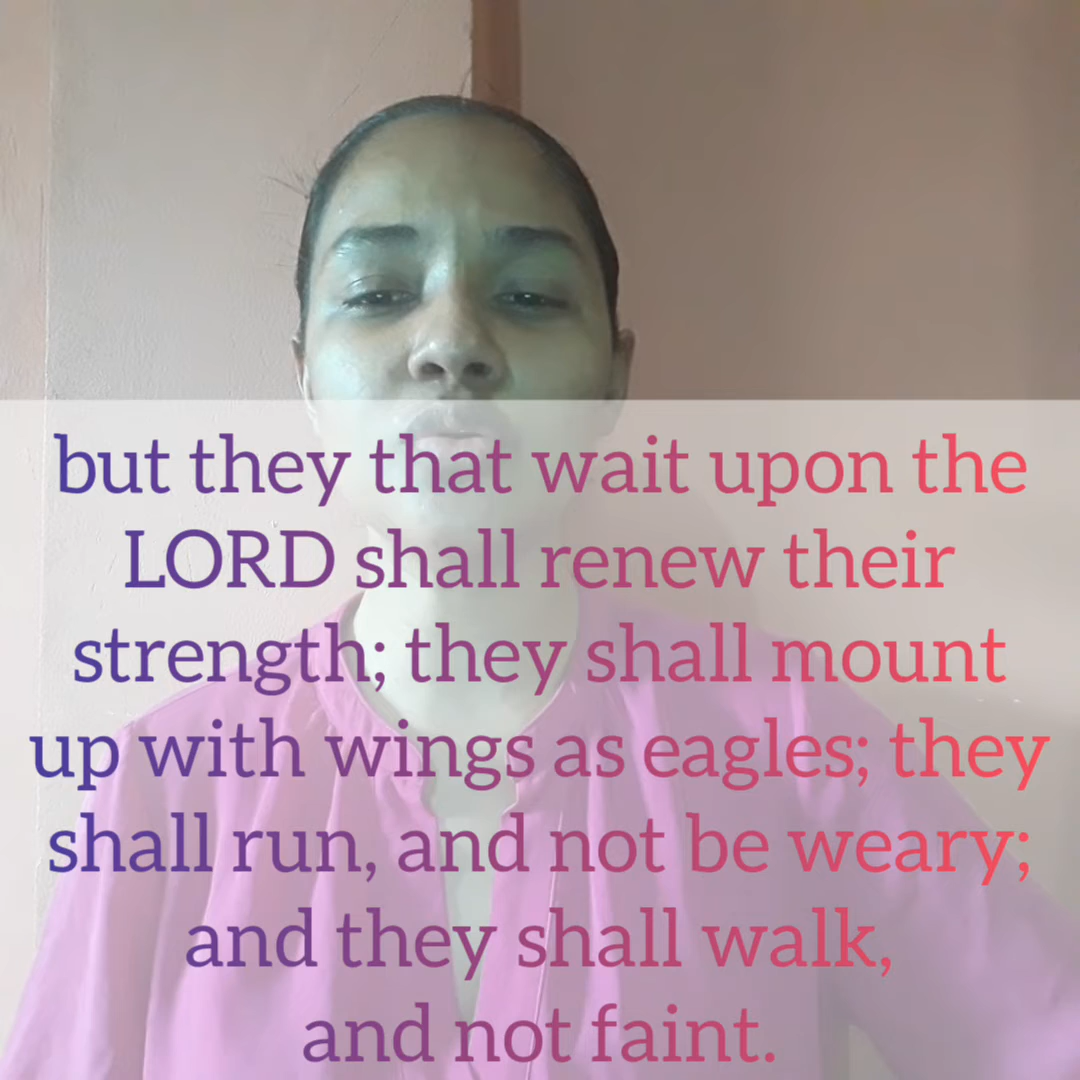 but they that wait upon the
LORD shall renew their
strength; they shall mount
up with wings as eagles; they
shall run, and not be weary;
and they shall walk,
and not faint.